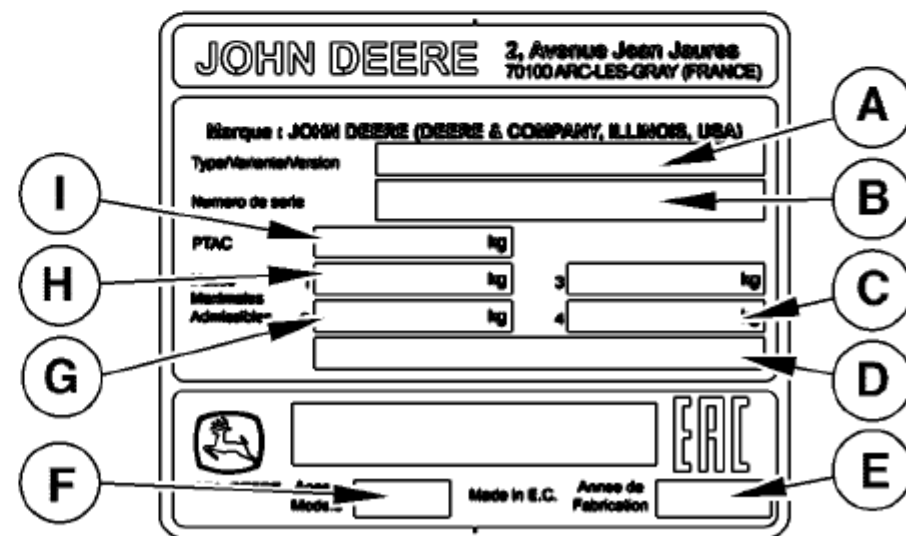 JOHN DEERE
2, Avenue Jean Jaures
70100 ARC-LES-GRAY (FRANCE)
Marque : JOHN DEERE (DEERE & COMPANY, ILLINOIS, USA)
A
Type/Variante/Version
Numero de serie
B
I
PTAC kg
H
kg 3 kg
C
Maximales
Admissibles kg 4
G
D
EAC
F
E
Made in E.C.
Annee de
Fabrication